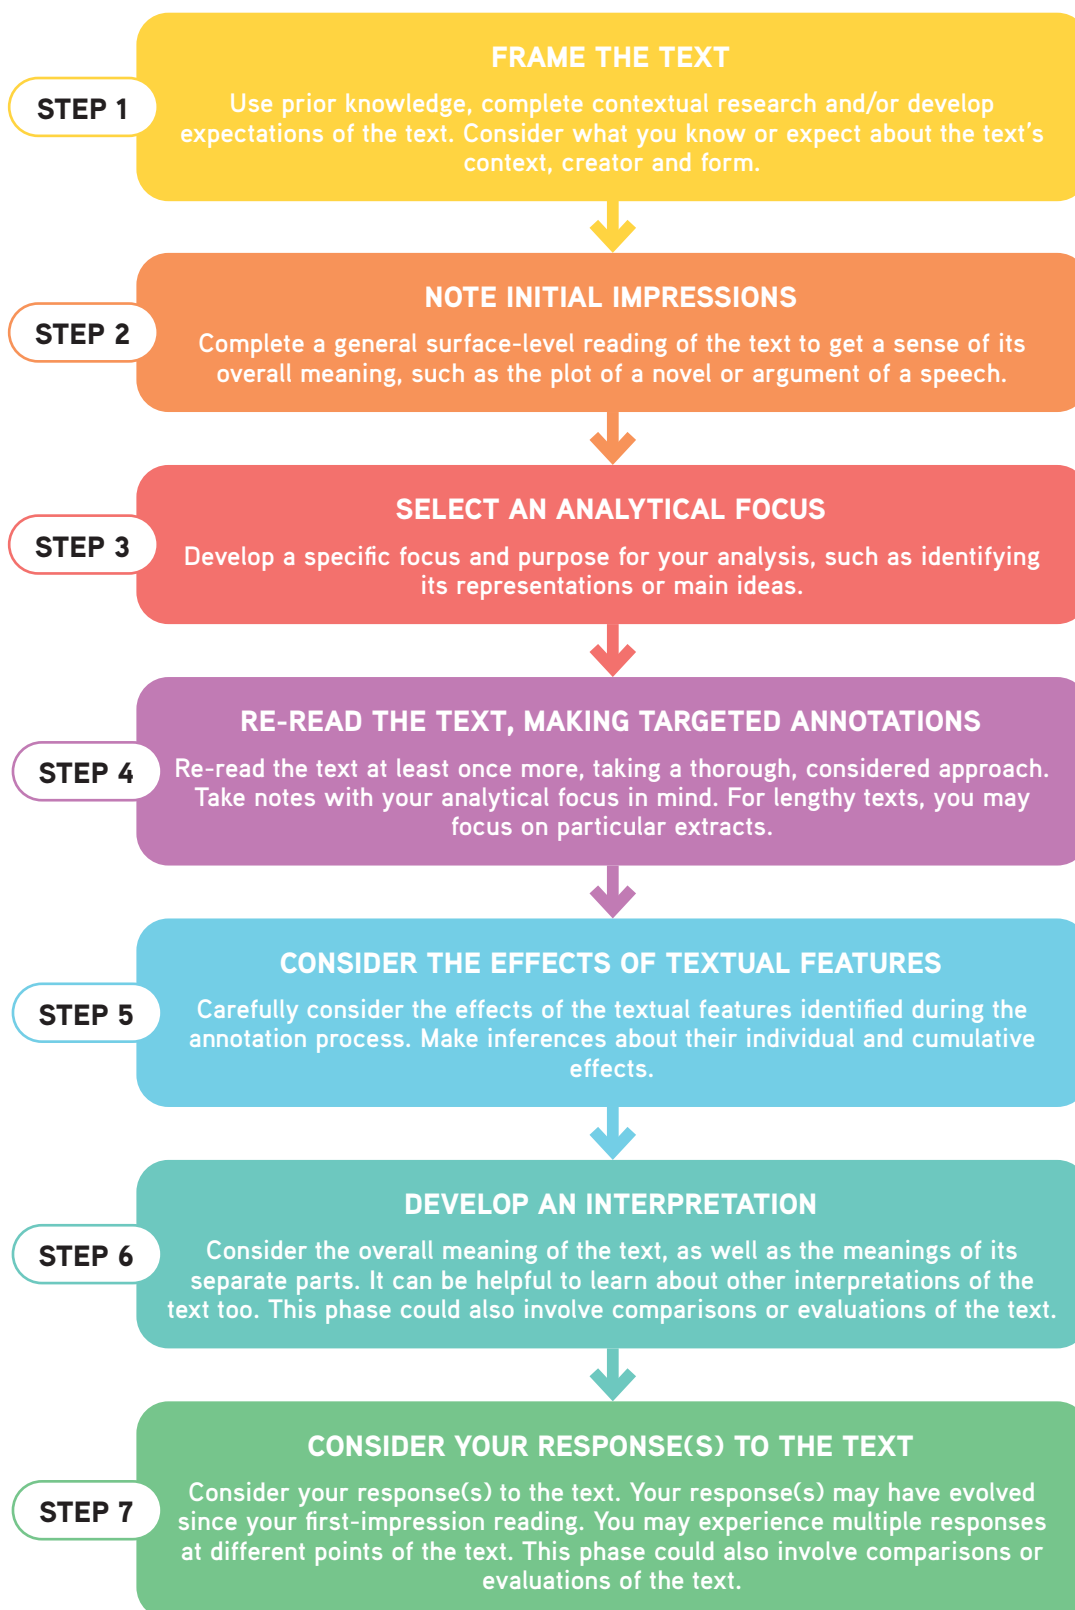 FRAME THE TEXT
STEP 1
Use prior knowledge, complete contextual research and/or develop
expectations of the text. Consider what you know or expect about the text's
context, creator and form.
NOTE INITIAL IMPRESSIONS
STEP 2
Complete a general surface-level reading of the text to get a sense of its
overall meaning, such as the plot of a novel or argument of a speech.
SELECT AN ANALYTICAL FOCUS
STEP 3
Develop a specific focus and purpose for your analysis, such as identifying
its representations or main ideas.
RE-READ THE TEXT, MAKING TARGETED ANNOTATIONS
STEP 4
Re-read the text at least once more, taking a thorough, considered approach.
Take notes with your analytical focus in mind. For lengthy texts, you may
focus on particular extracts.
CONSIDER THE EFFECTS OF TEXTUAL FEATURES
STEP 5
Carefully consider the effects of the textual features identified during the
annotation process. Make inferences about their individual and cumulative
effects.
DEVELOP AN INTERPRETATION
STEP 6
Consider the overall meaning of the text, as well as the meanings of its
separate parts. It can be helpful to learn about other interpretations of the
text too. This phase could also involve comparisons or evaluations of the text.
CONSIDER YOUR RESPONSE(S) TO THE TEXT
STEP 7
Consider your response(s) to the text. Your response(s) may have evolved
since your first-impression reading. You may experience multiple responses
at different points of the text. This phase could also involve comparisons or
evaluations of the text.